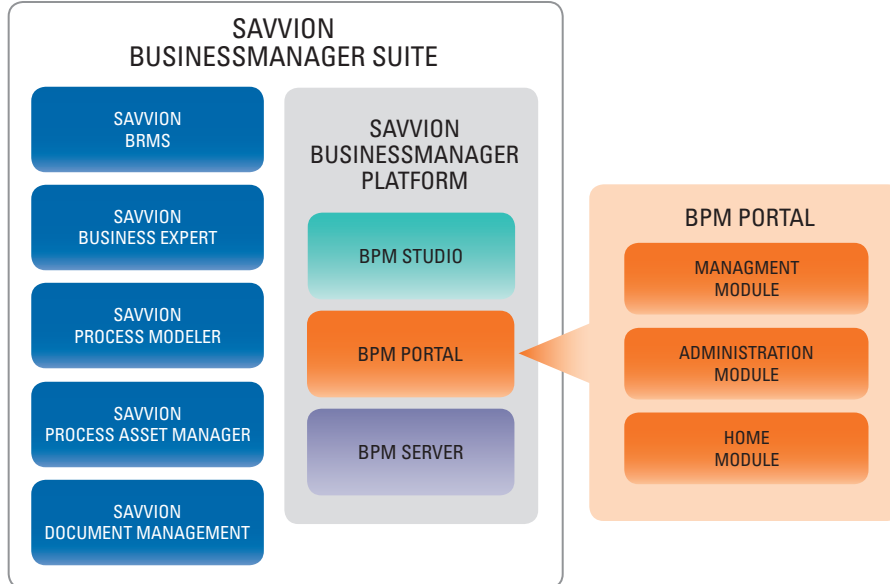 SAVVION
BUSINESSMANAGER SUITE
SAVVION
BRMS
SAVVION
BUSINESS EXPERT
SAVVION
PROCESS MODELER
SAVVION
PROCESS ASSET MANAGER
SAVVION
DOCUMENT MANAGEMENT
SAVVION
BUSINESSMANAGER
PLATFORM
BPM STUDIO
BPM PORTAL
BPM SERVER
BPM PORTAL
MANAGMENT
MODULE
ADMINISTRATION
MODULE
HOME
MODULE